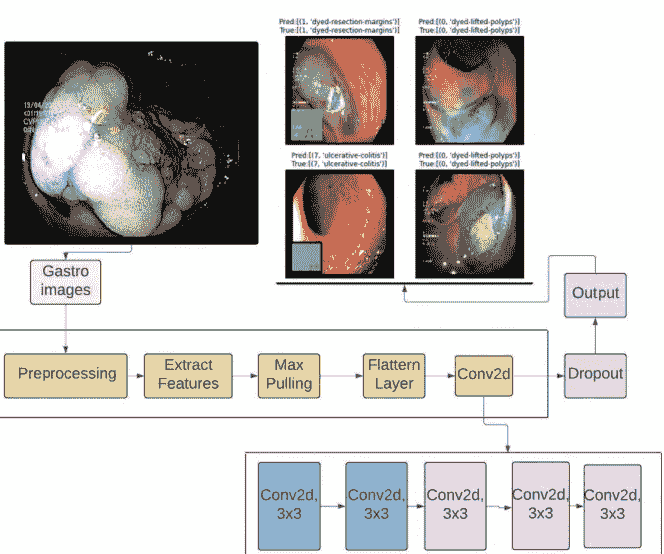 Pred:[(1, 'dyed-resection-margins')]
True:[(1, 'dyed-resection-margins')]
Pred:[(0, 'dyed-lifted-polyps')]
True:[(0, 'dyed-lifted-polyps')]
Pred:[(7, 'ulcerative-colitis')]
True:[(7, 'ulcerative-colitis')]
Pred:[(0, 'dyed-lifted-polyps')]
True:[(0, 'dyed-lifted-polyps')]
Gastro
images
Output
Preprocessing
Extract
Features
Max
Pulling
Flattern
Layer
Conv2d
Dropout
Conv2d,
3x3
Conv2d,
3x3
Conv2d,
3x3
Conv2d,
3x3
Conv2d,
3x3